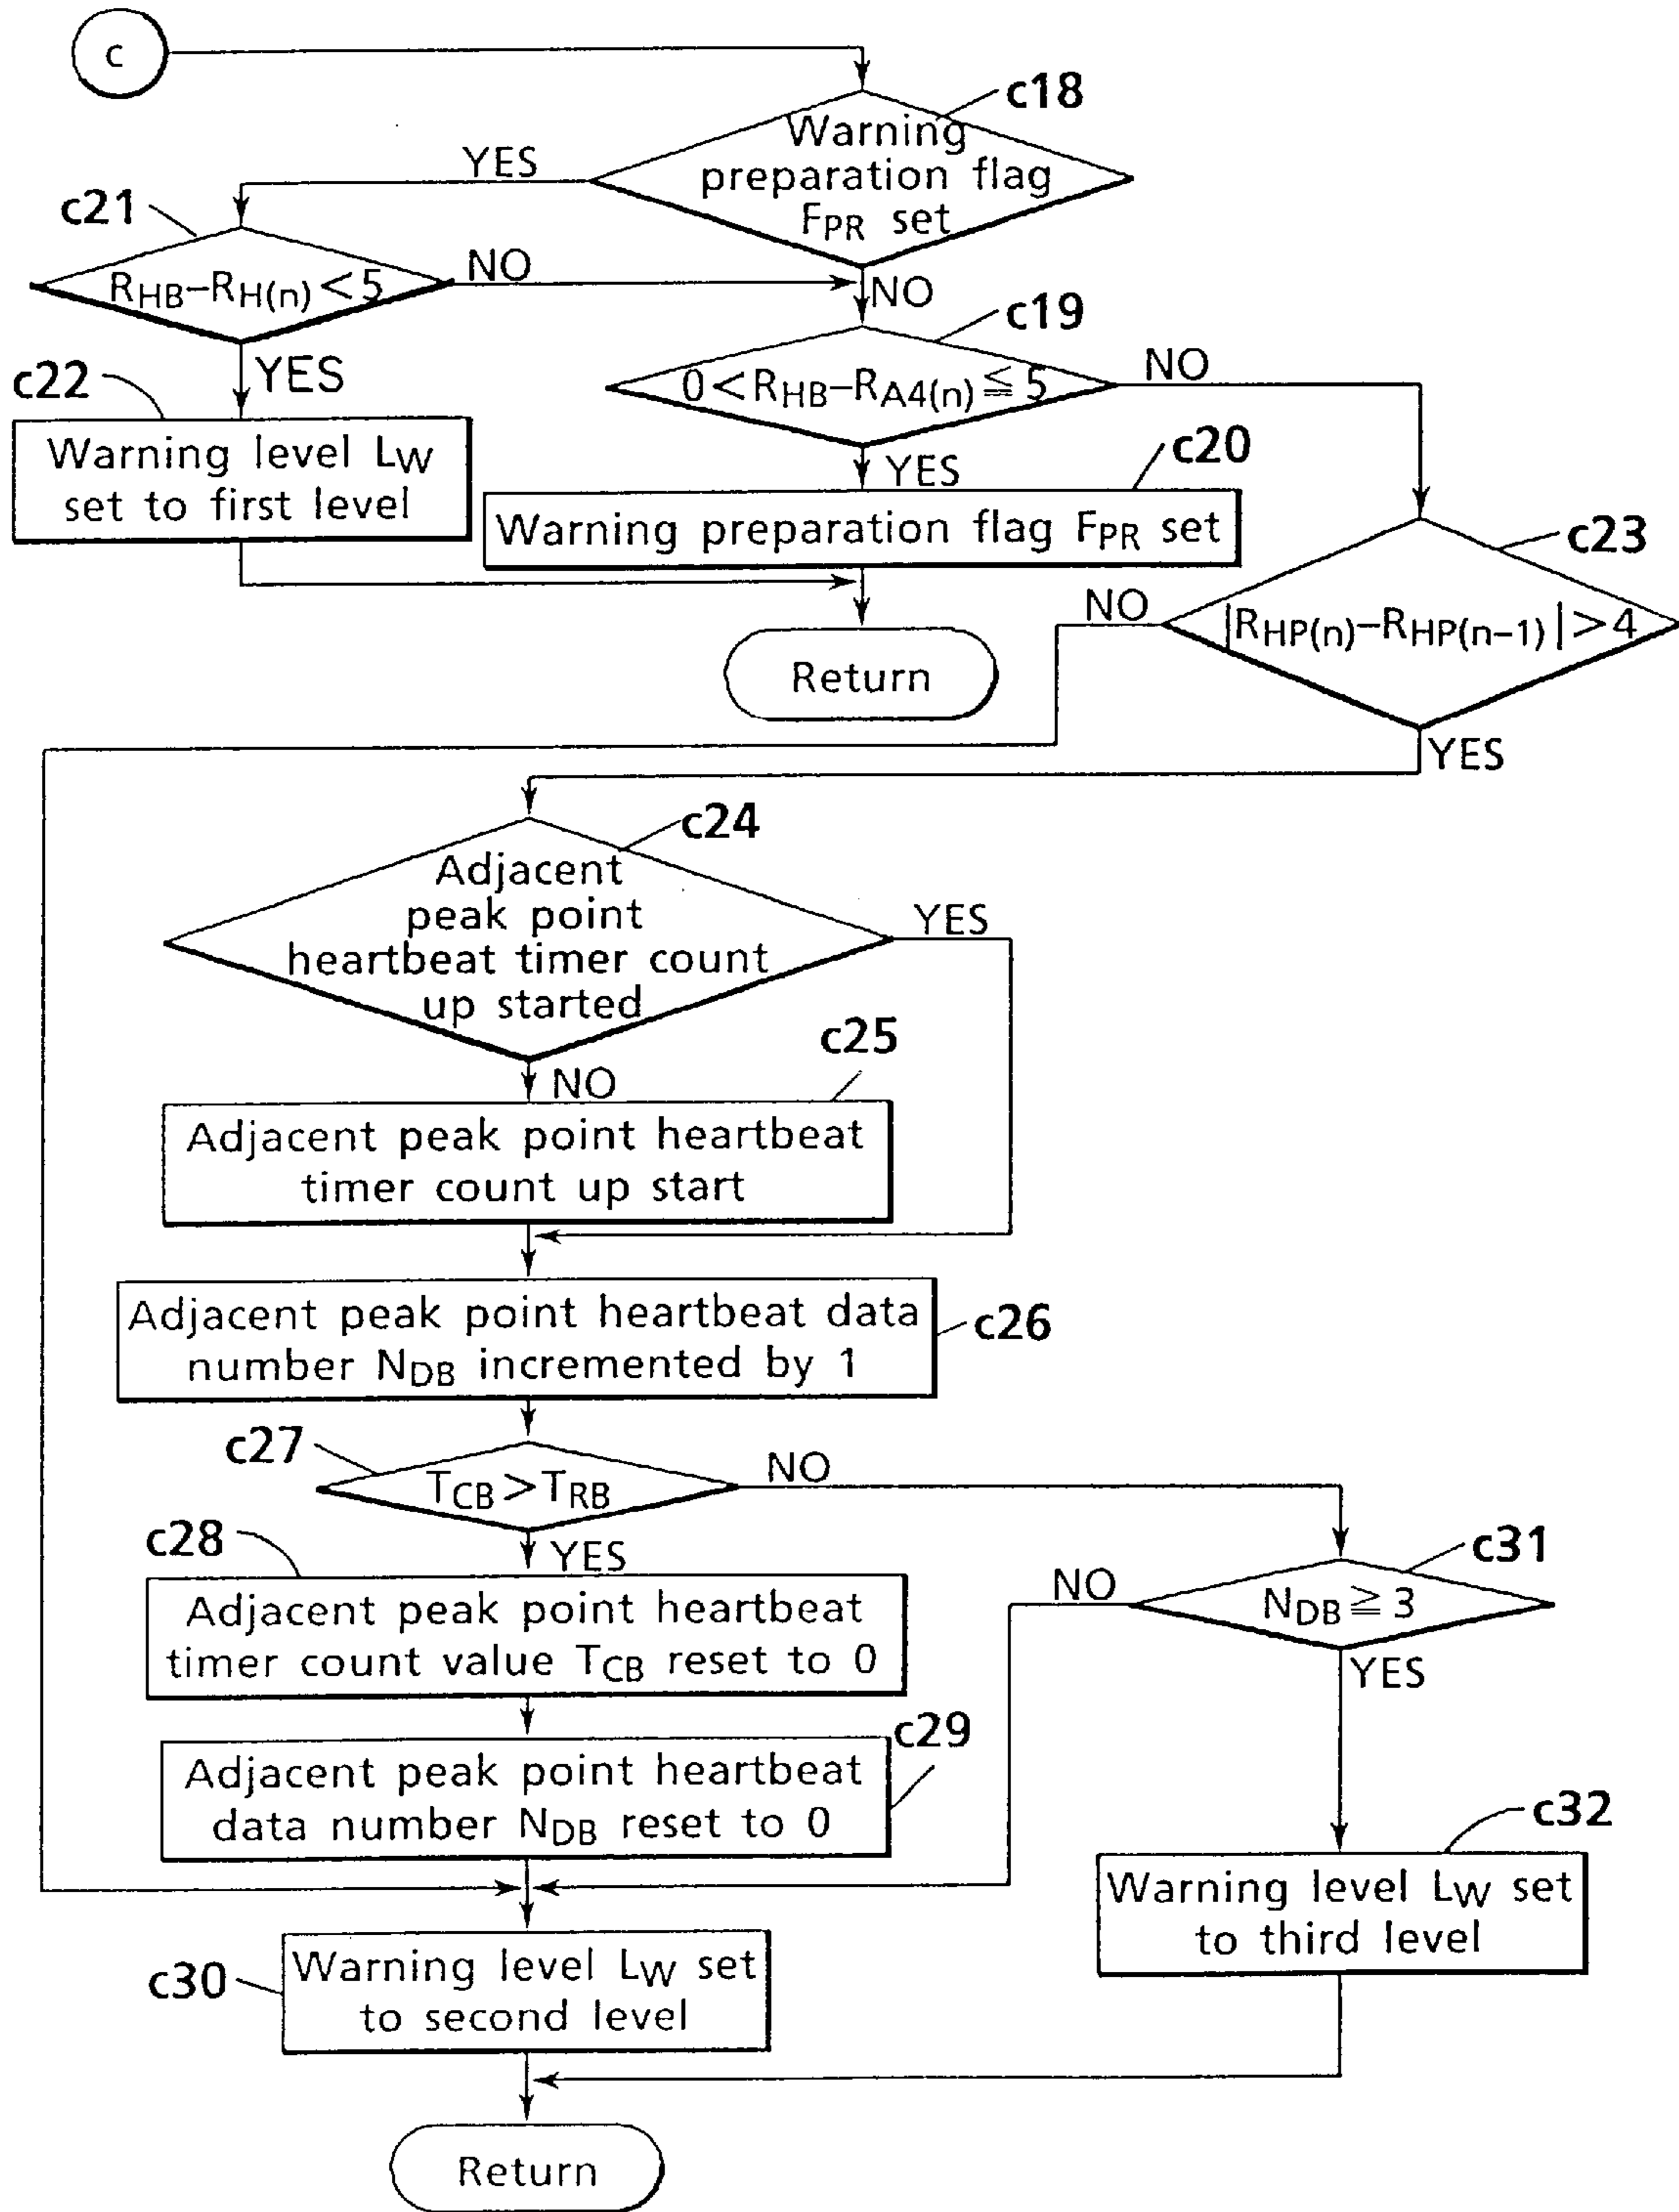 c
c18
Warning
preparation flag
FPR set
YES
c21
RHB–RH(n)<5
NO
NO
c19
0<RHB–RA4(n)≦5
NO
YES
c22
Warning level LW
set to first level
YES
c20
Warning preparation flag FPR set
c23
|RHP(n)–RHP(n–1)|>4
NO
YES
Return
c24
Adjacent
peak point
heartbeat timer count
up started
YES
NO
c25
Adjacent peak point heartbeat
timer count up start
Adjacent peak point heartbeat data
number NDB incremented by 1
c26
c27
TCB>TRB
NO
YES
c28
Adjacent peak point heartbeat
timer count value TCB reset to 0
c31
NDB≧3
NO
YES
c29
Adjacent peak point heartbeat
data number NDB reset to 0
c32
Warning level LW set
to third level
c30
Warning level LW set
to second level
Return